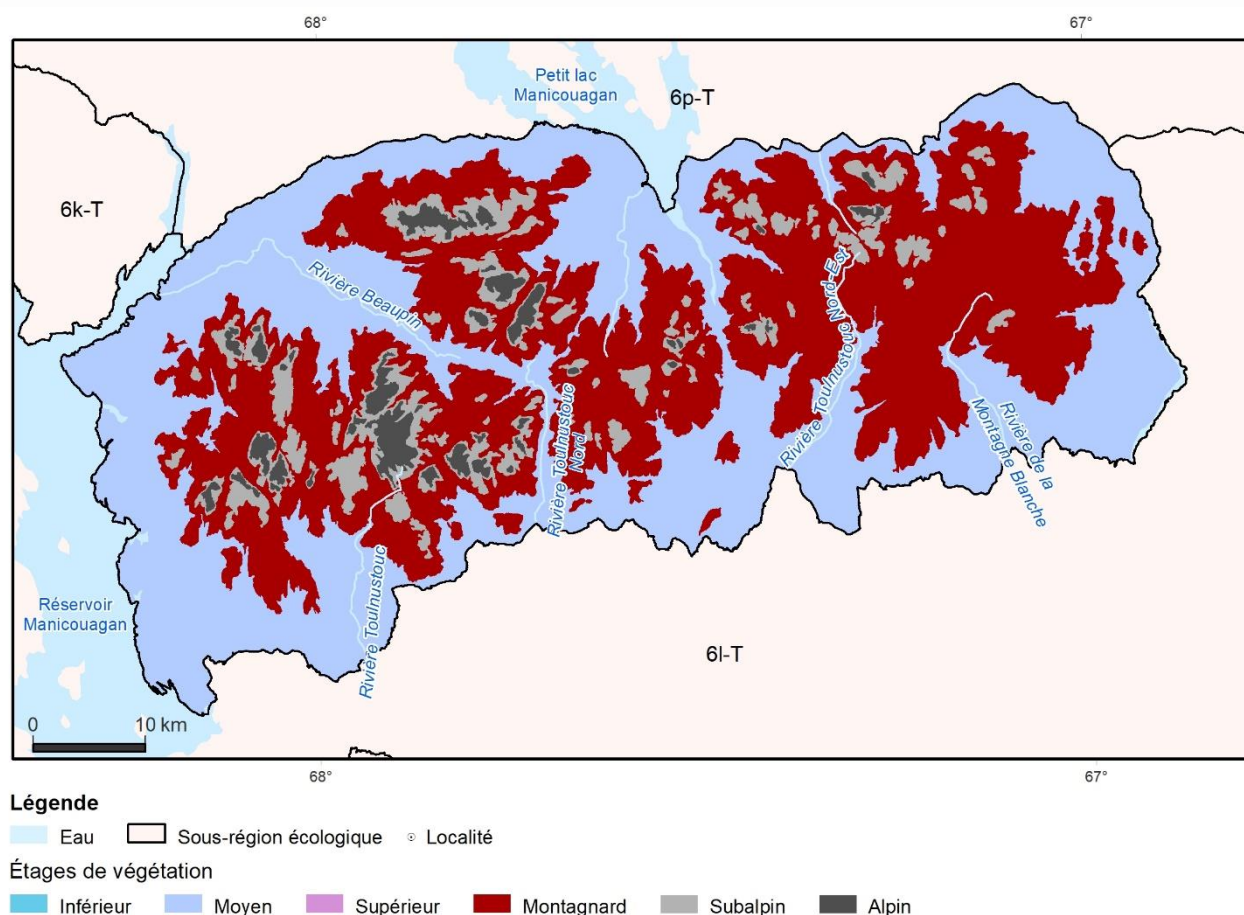 68°
67°
Petit lac
Manicouagan
6p-T
6k-T
Rivière Beaupin
Rivière Toulnustouc Nord-Est
Rivière Toulnustouc
Nord
Rivière de la
Montagne Blanche
Réservoir
Manicouagan
Rivière Toulnustouc
6l-T
0
10 km
68°
67°
Légende
Eau
Sous-région écologique
Localité
Étages de végétation
Inférieur
Moyen
Supérieur
Montagnard
Subalpin
Alpin